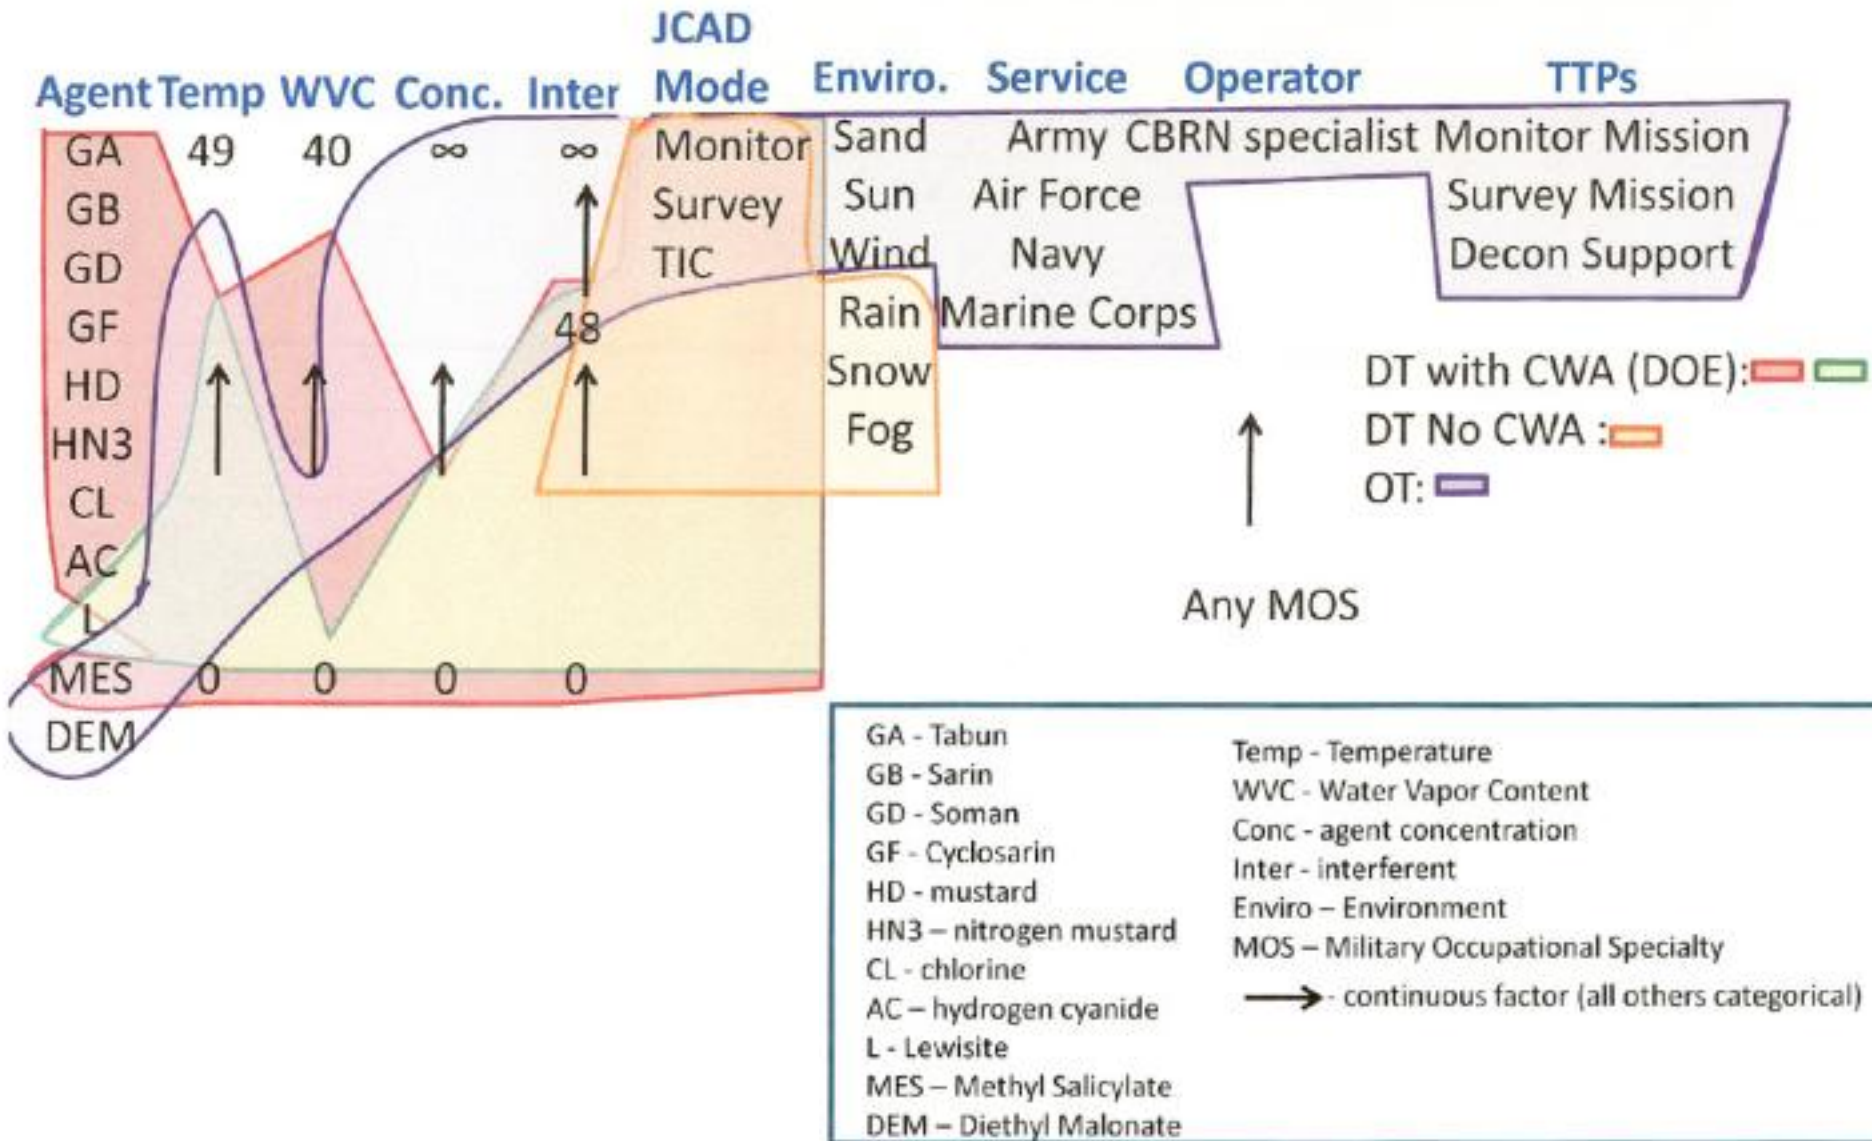 JCAD
Agent Temp WVC Conc. Inter Mode Enviro. Service Operator TTPs
GA 49 40 ∞ ∞ Monitor Sand Army CBRN specialist Monitor Mission
GB Survey Sun Air Force Survey Mission
GD TIC Wind Navy Decon Support
GF 48 Rain Marine Corps
HD Snow DT with CWA (DOE):
HN3 Fog DT No CWA :
CL OT:
AC
L Any MOS
MES 0 0 0 0
DEM
GA - Tabun
GB - Sarin
GD - Soman
GF - Cyclosarin
HD - mustard
HN3 – nitrogen mustard
CL - chlorine
AC – hydrogen cyanide
L - Lewisite
MES – Methyl Salicylate
DEM – Diethyl Malonate
Temp - Temperature
WVC - Water Vapor Content
Conc - agent concentration
Inter - interferent
Enviro – Environment
MOS – Military Occupational Specialty
→ - continuous factor (all others categorical)